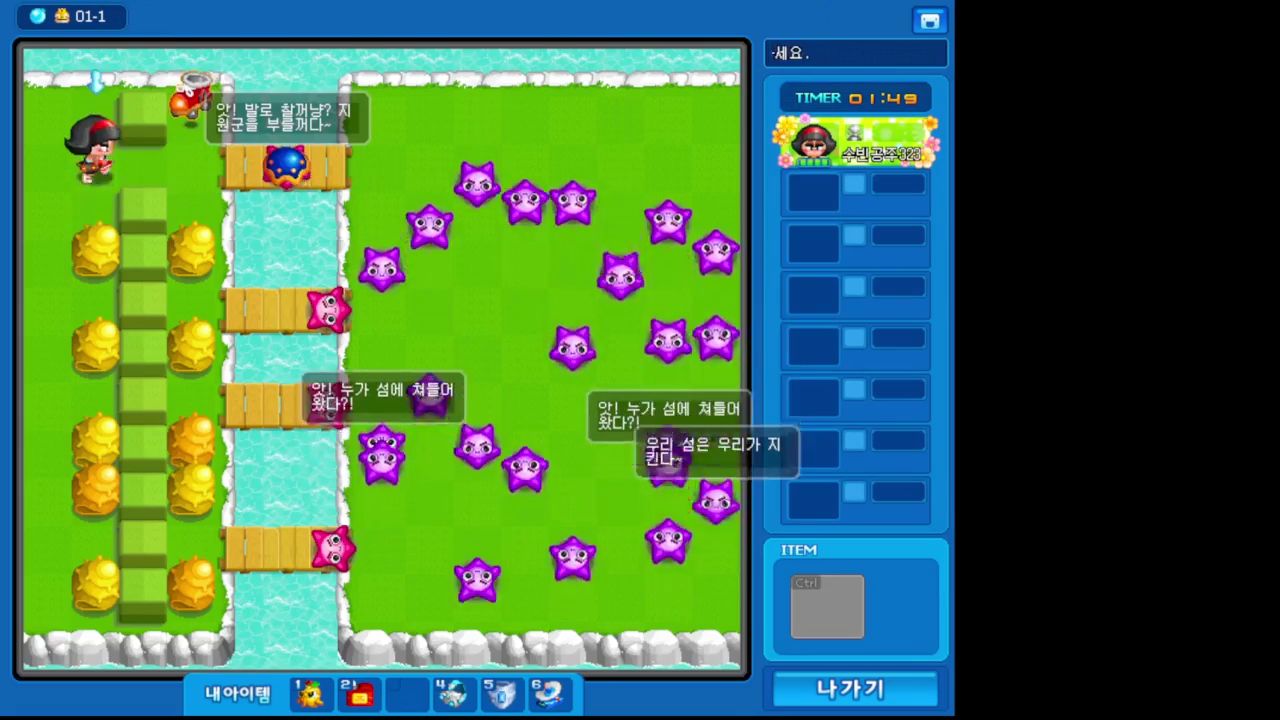 01-1
세요.
TIMER 01:49
수빈공주323
앗! 발로 찰꺼냥? 지
원군을 부를꺼다~
앗! 누가 섬에 쳐들어
왔다?!
앗! 누가 섬에 쳐들어
왔다?!
우리 섬은 우리가 지
킨다~
ITEM
Ctrl
내아이템
1
2
4
5
6
나가기